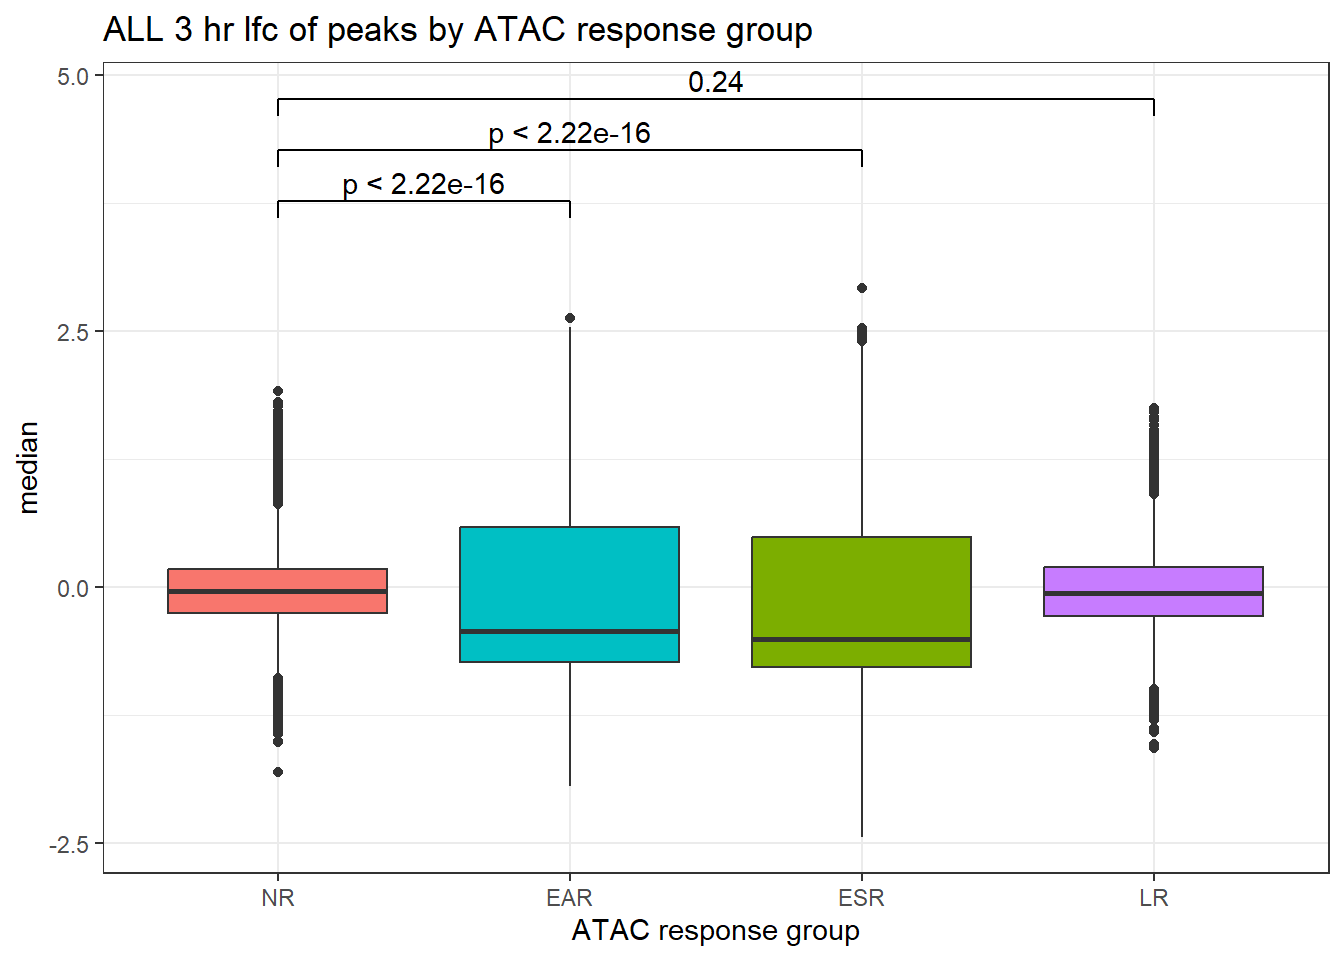 ALL 3 hr lfc of peaks by ATAC response group
5.0
0.24
p < 2.22e-16
p < 2.22e-16
2.5
median
0.0
-2.5
NR EAR ESR LR
ATAC response group